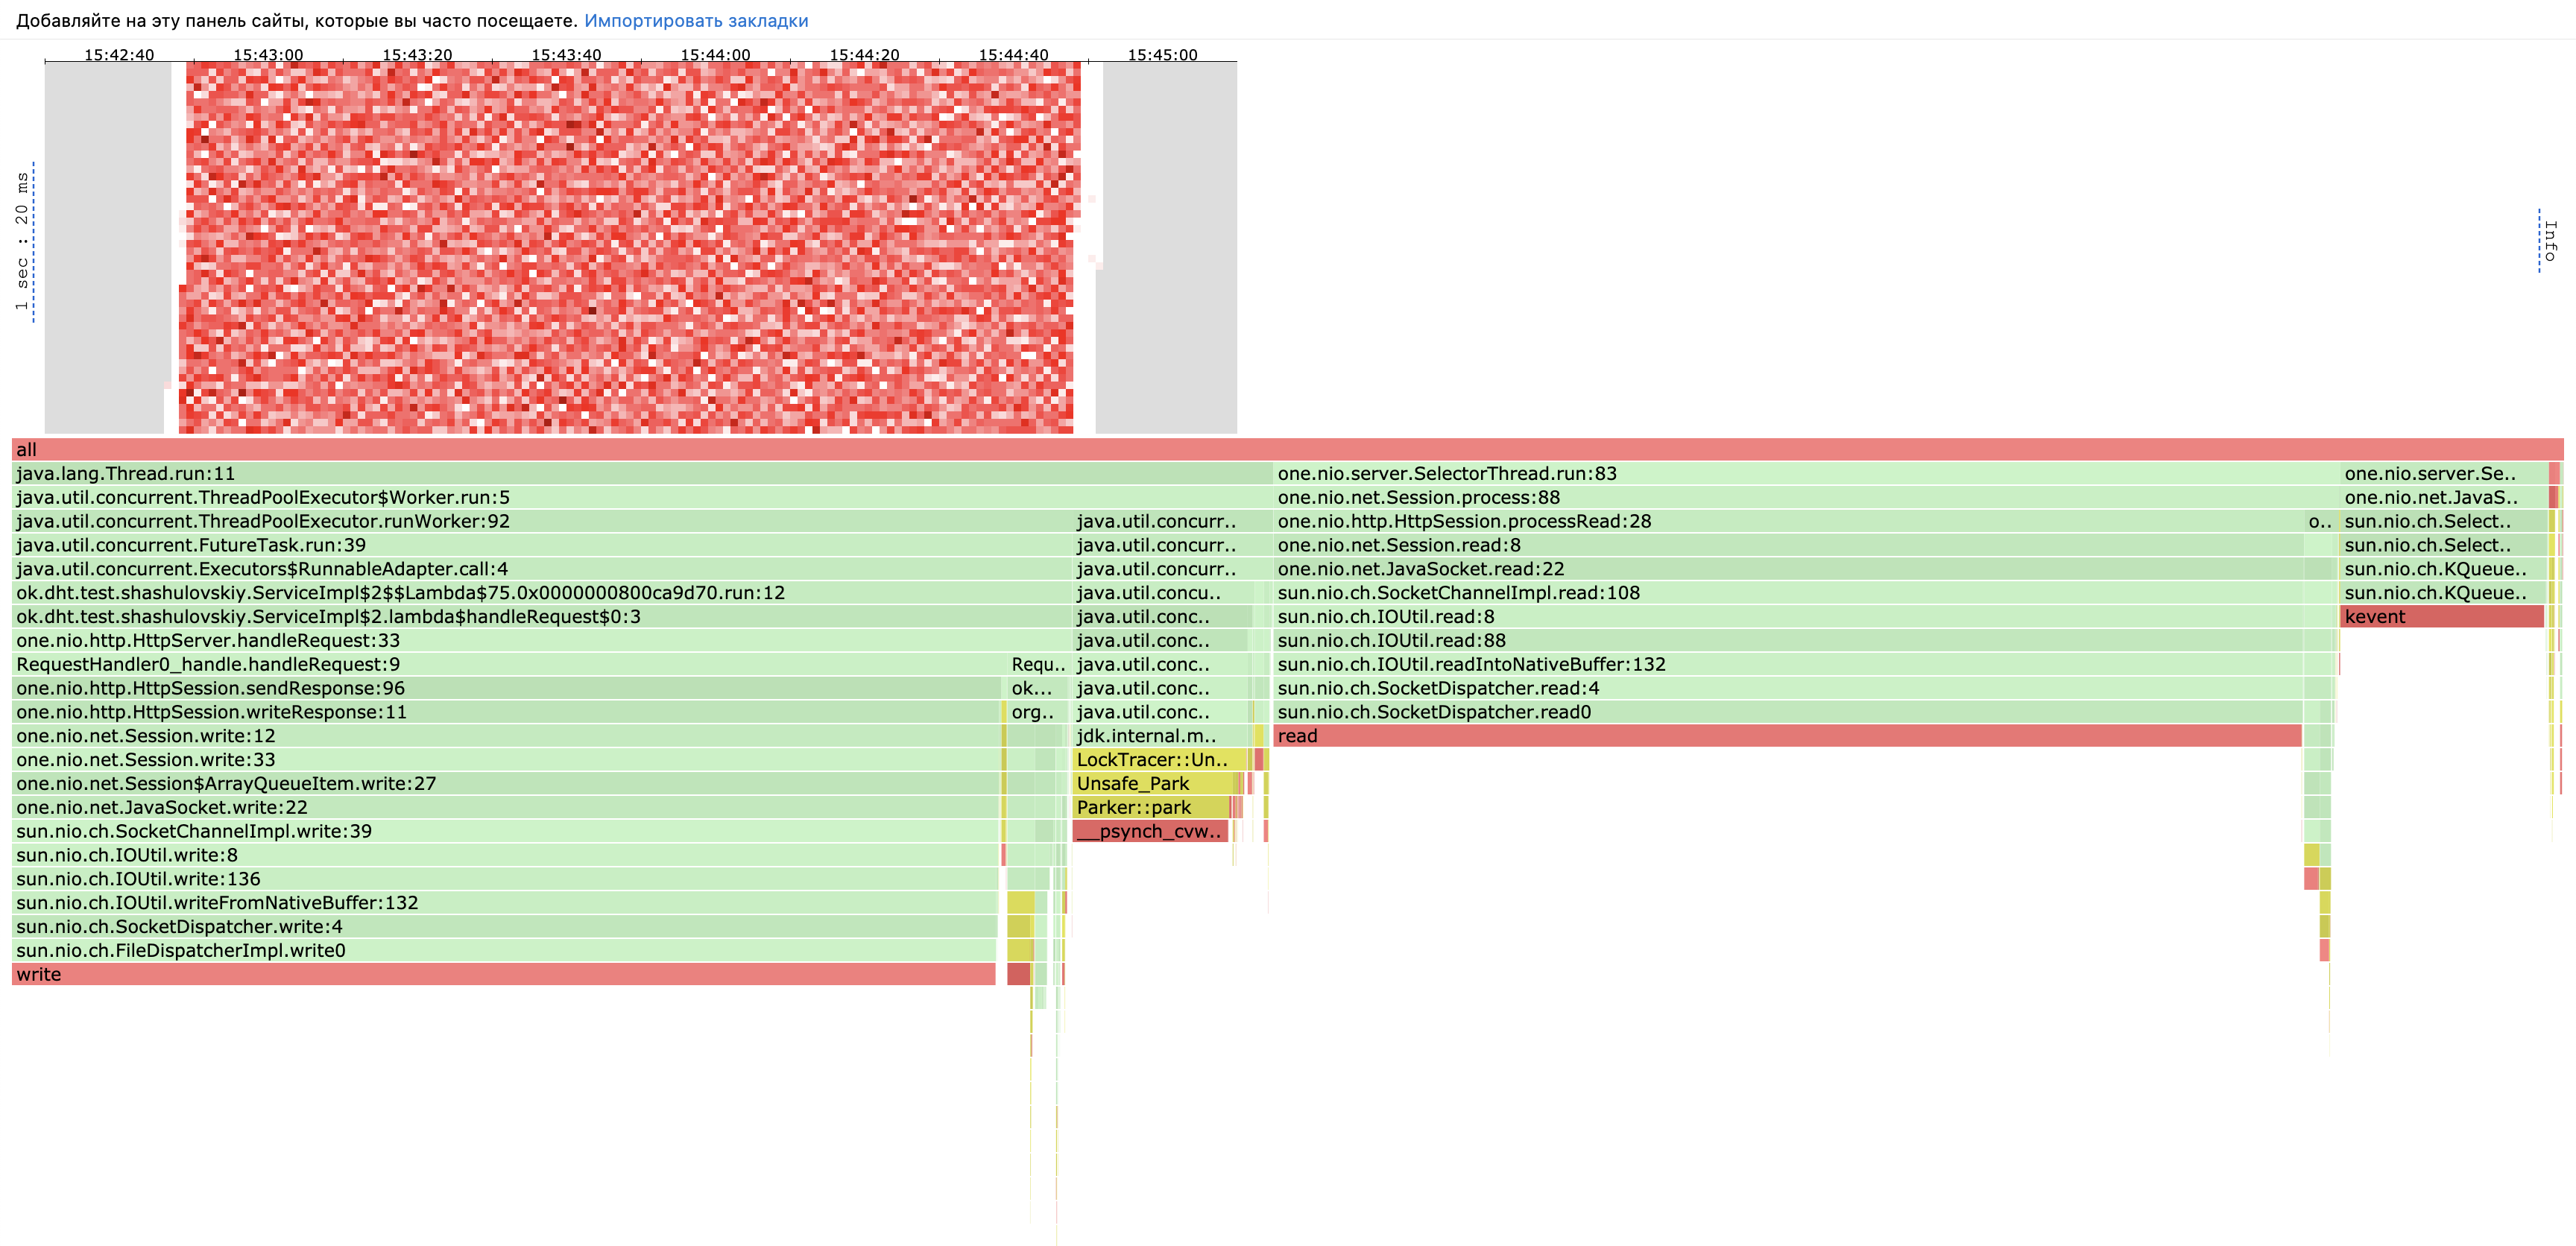 Добавляйте на эту панель сайты, которые вы часто посещаете. Импортировать закладки
15:42:40 15:43:00 15:43:20 15:43:40 15:44:00 15:44:20 15:44:40 15:45:00
1 sec : 20 ms
Info
all
java.lang.Thread.run:11 one.nio.server.SelectorThread.run:83 one.nio.server.Se..
java.util.concurrent.ThreadPoolExecutor$Worker.run:5 one.nio.net.Session.process:88 one.nio.net.JavaS..
java.util.concurrent.ThreadPoolExecutor.runWorker:92 java.util.concurr.. one.nio.http.HttpSession.processRead:28 o.. sun.nio.ch.Select..
java.util.concurrent.FutureTask.run:39 java.util.concurr.. one.nio.net.Session.read:8 sun.nio.ch.Select..
java.util.concurrent.Executors$RunnableAdapter.call:4 java.util.concurr.. one.nio.net.JavaSocket.read:22 sun.nio.ch.KQueue..
ok.dht.test.shashulovskiy.ServiceImpl$2$$Lambda$75.0x0000000800ca9d70.run:12 java.util.concu.. sun.nio.ch.SocketChannelImpl.read:108 sun.nio.ch.KQueue..
ok.dht.test.shashulovskiy.ServiceImpl$2.lambda$handleRequest$0:3 java.util.conc.. sun.nio.ch.IOUtil.read:8 kevent
one.nio.http.HttpServer.handleRequest:33 java.util.conc.. sun.nio.ch.IOUtil.read:88
RequestHandler0_handle.handleRequest:9 Requ.. java.util.conc.. sun.nio.ch.IOUtil.readIntoNativeBuffer:132
one.nio.http.HttpSession.sendResponse:96 ok... java.util.conc.. sun.nio.ch.SocketDispatcher.read:4
one.nio.http.HttpSession.writeResponse:11 org.. java.util.conc.. sun.nio.ch.SocketDispatcher.read0
one.nio.net.Session.write:12 jdk.internal.m.. read
one.nio.net.Session.write:33 LockTracer::Un..
one.nio.net.Session$ArrayQueueItem.write:27 Unsafe_Park
one.nio.net.JavaSocket.write:22 Parker::park
sun.nio.ch.SocketChannelImpl.write:39 __psynch_cvw..
sun.nio.ch.IOUtil.write:8
sun.nio.ch.IOUtil.write:136
sun.nio.ch.IOUtil.writeFromNativeBuffer:132
sun.nio.ch.SocketDispatcher.write:4
sun.nio.ch.FileDispatcherImpl.write0
write